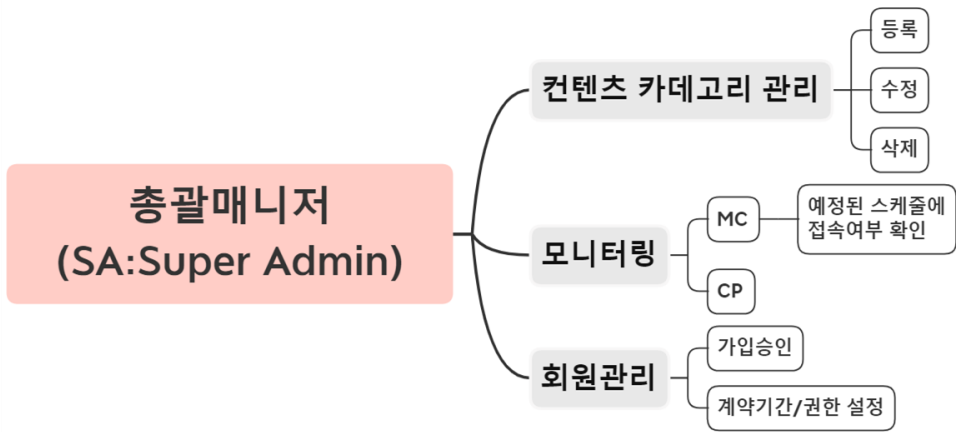 총괄매니저
(SA:Super Admin)
컨텐츠 카데고리 관리
등록
수정
삭제
모니터링
MC
예정된 스케줄에
접속여부 확인
CP
회원관리
가입승인
계약기간/권한 설정